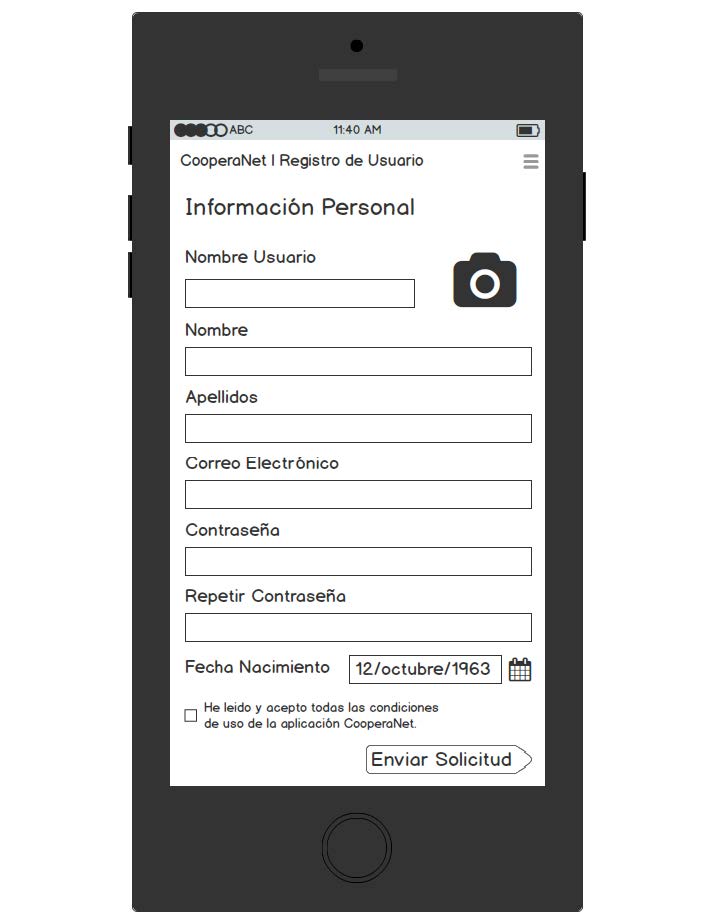 ABC 11:40 AM
CooperaNet | Registro de Usuario
Información Personal
Nombre Usuario
Nombre
Apellidos
Correo Electrónico
Contraseña
Repetir Contraseña
Fecha Nacimiento 12/octubre/1963
He leido y acepto todas las condiciones
de uso de la aplicación CooperaNet.
Enviar Solicitud